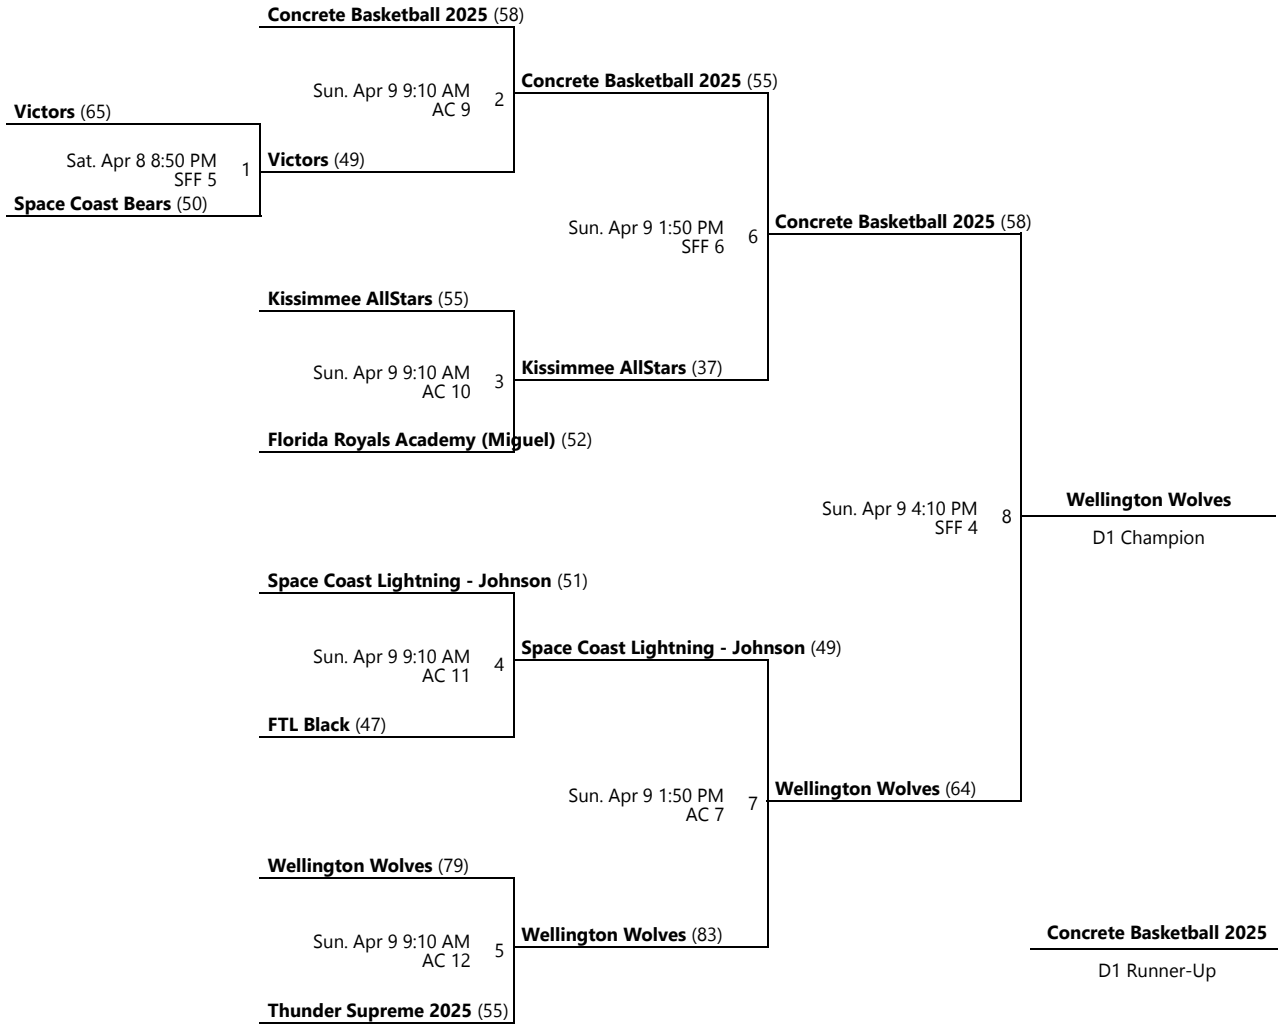 Concrete Basketball 2025 (58)
Sun. Apr 9 9:10 AM
AC 9
2
Concrete Basketball 2025 (55)
Victors (65)
Sat. Apr 8 8:50 PM
SFF 5
1
Victors (49)
Space Coast Bears (50)
Sun. Apr 9 1:50 PM
SFF 6
6
Concrete Basketball 2025 (58)
Kissimmee AllStars (55)
Sun. Apr 9 9:10 AM
AC 10
3
Kissimmee AllStars (37)
Florida Royals Academy (Miguel) (52)
Sun. Apr 9 4:10 PM
SFF 4
8
Wellington Wolves
D1 Champion
Space Coast Lightning - Johnson (51)
Sun. Apr 9 9:10 AM
AC 11
4
Space Coast Lightning - Johnson (49)
FTL Black (47)
Sun. Apr 9 1:50 PM
AC 7
7
Wellington Wolves (64)
Wellington Wolves (79)
Sun. Apr 9 9:10 AM
AC 12
5
Wellington Wolves (83)
Thunder Supreme 2025 (55)
Concrete Basketball 2025
D1 Runner-Up